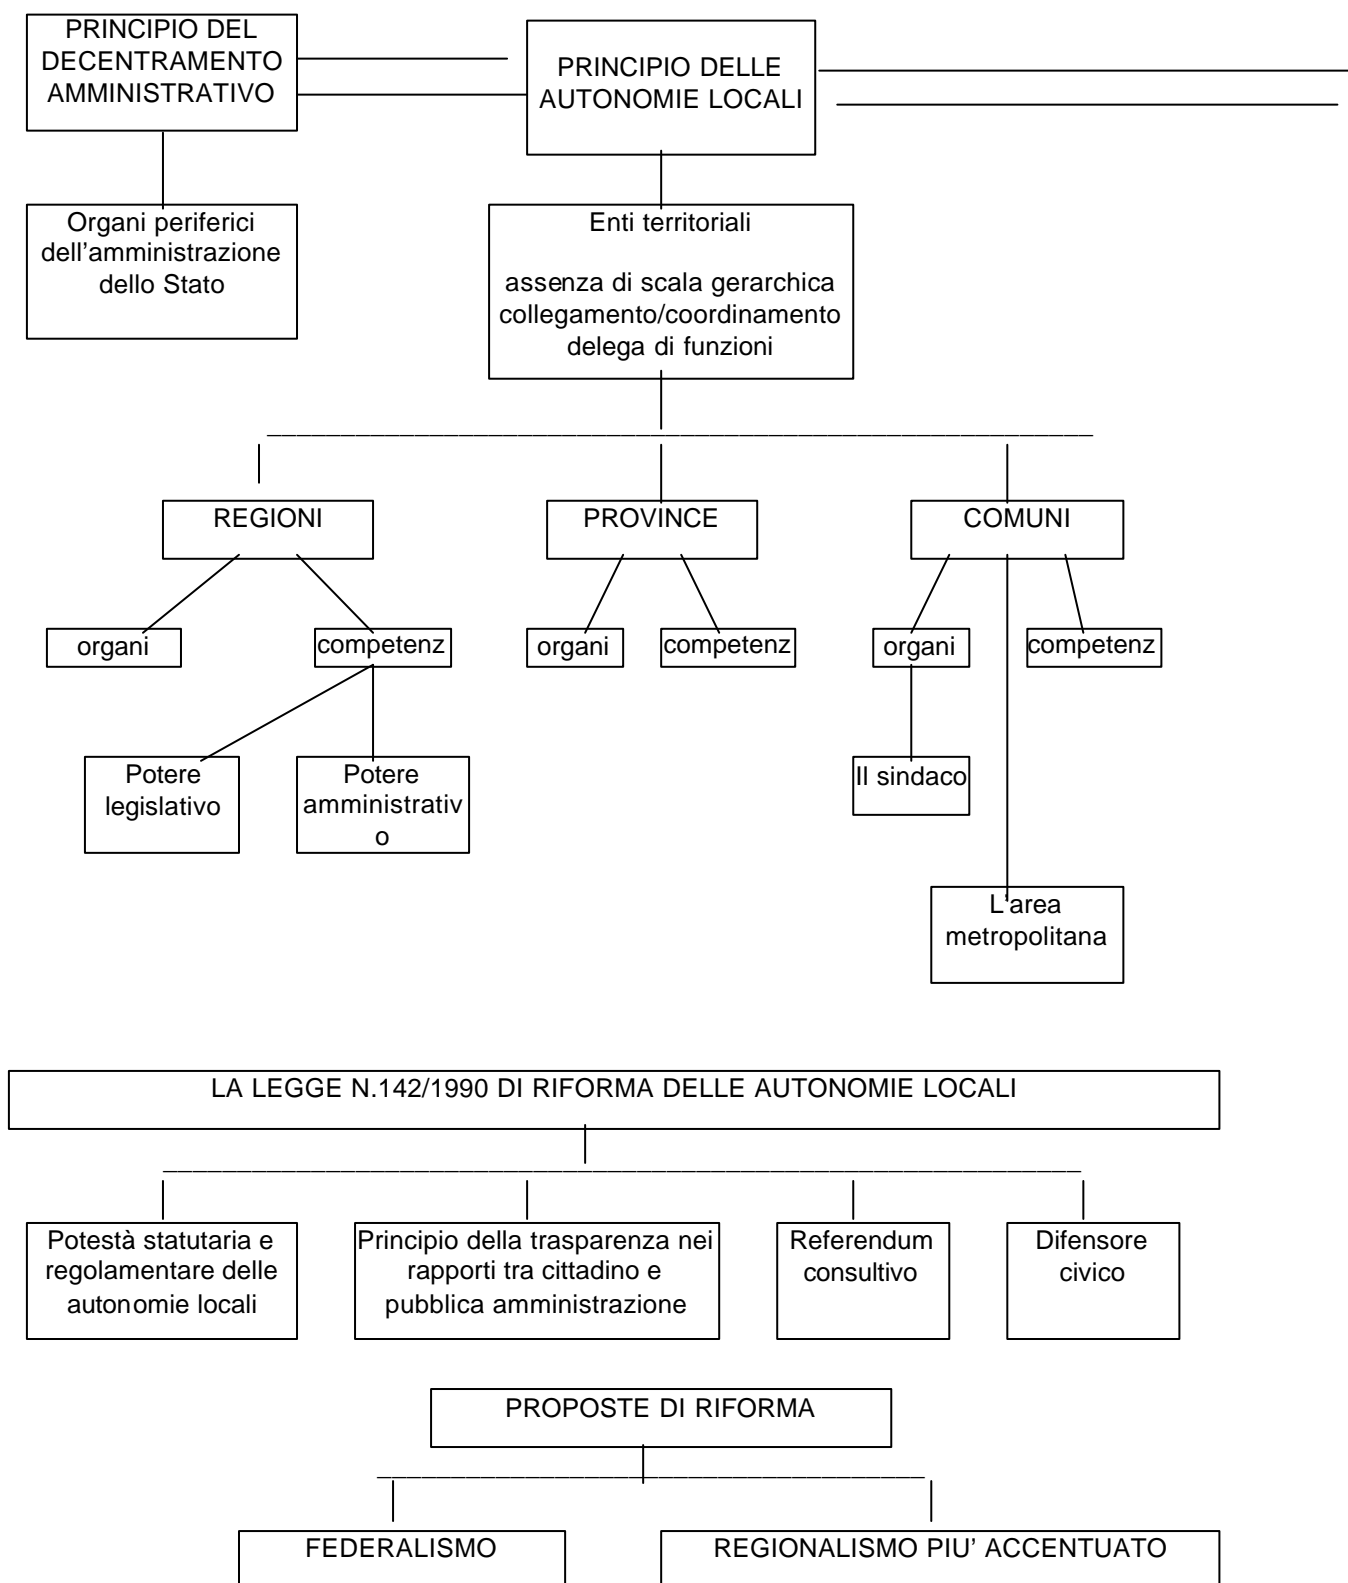 PRINCIPIO DEL
DECENTRAMENTO
AMMINISTRATIVO
PRINCIPIO DELLE
AUTONOMIE LOCALI
Organi periferici
dell'amministrazione
dello Stato
Enti territoriali
assenza di scala gerarchica
collegamento/coordinamento
delega di funzioni
REGIONI
PROVINCE
COMUNI
organi
competenz
organi
competenz
organi
competenz
Potere
legislativo
Potere
amministrativ
o
Il sindaco
L'area
metropolitana
LA LEGGE N.142/1990 DI RIFORMA DELLE AUTONOMIE LOCALI
Potestà statutaria e
regolamentare delle
autonomie locali
Principio della trasparenza nei
rapporti tra cittadino e
pubblica amministrazione
Referendum
consultivo
Difensore
civico
PROPOSTE DI RIFORMA
FEDERALISMO
REGIONALISMO PIU' ACCENTUATO